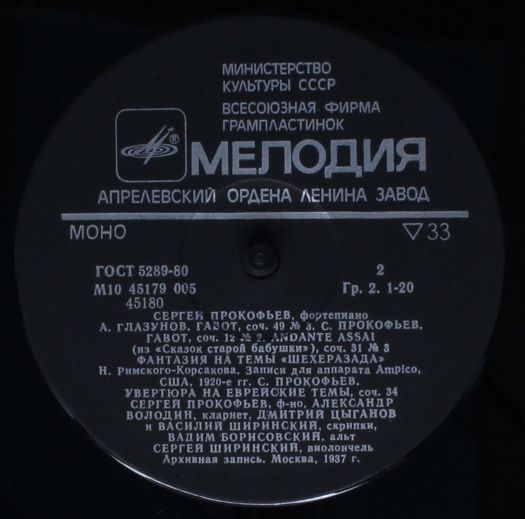 МИНИСТЕРСТВО
КУЛЬТУРЫ СССР
ВСЕСОЮЗНАЯ ФИРМА
ГРАМПЛАСТИНОК
®
МЕЛОДИЯ
АПРЕЛЕВСКИЙ ОРДЕНА ЛЕНИНА ЗАВОД
МОНО ▽ 33
ГОСТ 5289-80 2
М10 45179 005 Гр. 2. 1-20
45180
СЕРГЕЙ ПРОКОФЬЕВ, фортепиано
А. ГЛАЗУНОВ, ГАВОТ, соч. 49 № 3. С. ПРОКОФЬЕВ,
ГАВОТ, соч. 12 № 2. ANDANTE ASSAI
(из «Сказок старой бабушки»), соч. 31 № 3
ФАНТАЗИЯ НА ТЕМЫ «ШЕХЕРАЗАДА»
Н. Римского-Корсакова. Записи для аппарата Ampico,
США, 1920-е гг. С. ПРОКОФЬЕВ,
УВЕРТЮРА НА ЕВРЕЙСКИЕ ТЕМЫ, соч. 34
СЕРГЕЙ ПРОКОФЬЕВ, ф-но, АЛЕКСАНДР
ВОЛОДИН, кларнет, ДМИТРИЙ ЦЫГАНОВ
и ВАСИЛИЙ ШИРИНСКИЙ, скрипки,
ВАДИМ БОРИСОВСКИЙ, альт
СЕРГЕЙ ШИРИНСКИЙ, виолончель
Архивная запись. Москва, 1937 г.